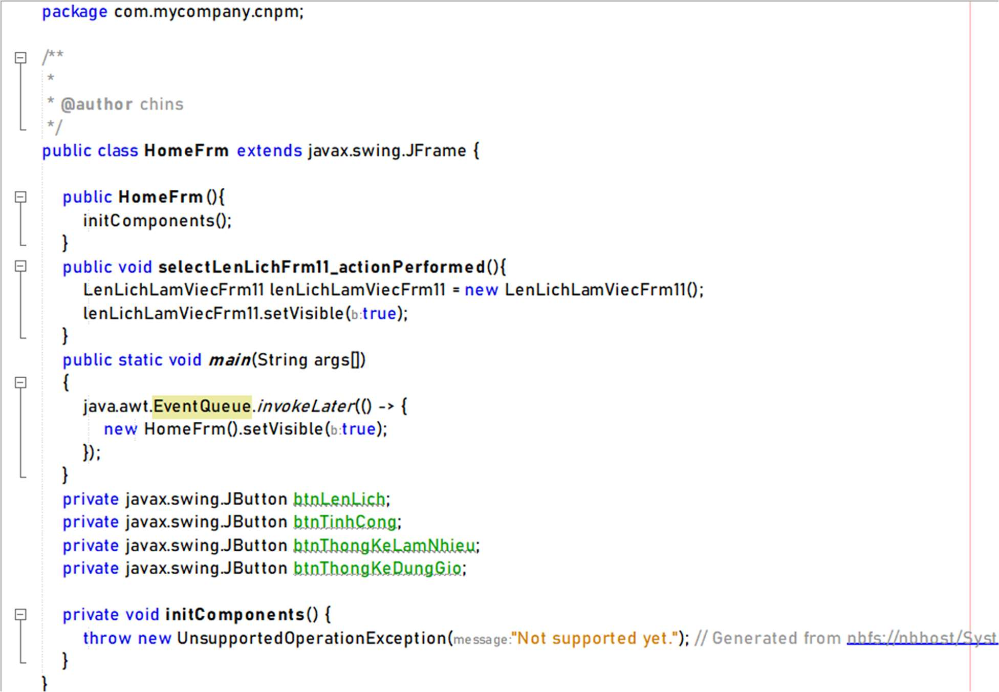 package com.mycompany.cnpm;
/**
*
* @author chins
*/
public class HomeFrm extends javax.swing.JFrame {
public HomeFrm(){
initComponents();
}
public void selectLenLichFrm11_actionPerformed(){
LenLichLamViecFrm11 lenLichLamViecFrm11 = new LenLichLamViecFrm11();
lenLichLamViecFrm11.setVisible(b:true);
}
public static void main(String args[])
{
java.awt.EventQueue.invokeLater(() -> {
new HomeFrm().setVisible(b:true);
});
}
private javax.swing.JButton btnLenLich;
private javax.swing.JButton btnTinhCong;
private javax.swing.JButton btnThongKeLamNhieu;
private javax.swing.JButton btnThongKeDungGio;
private void initComponents() {
throw new UnsupportedOperationException(message:"Not supported yet."); // Generated from nbfs://nbhost/Syst
}
}